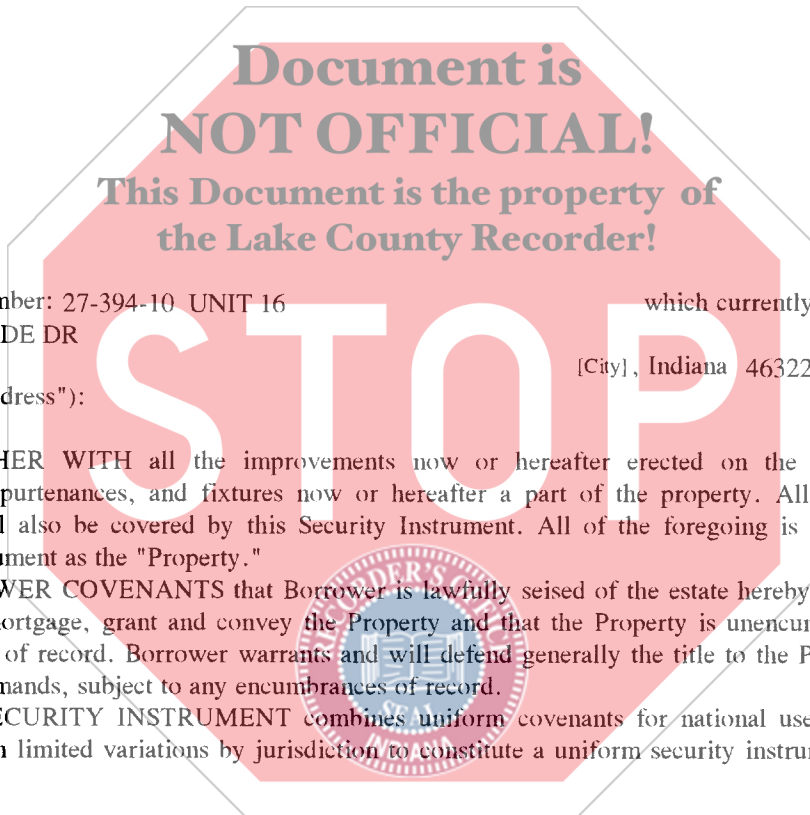 Document is
NOT OFFICIAL!
This Document is the property of
the Lake County Recorder!
mber: 27-394-10 UNIT 16 which currently
DE DR
[City], Indiana 46322
dress"):
STOP
HER WITH all the improvements now or hereafter erected on the
purtenances, and fixtures now or hereafter a part of the property. All
l also be covered by this Security Instrument. All of the foregoing is
ument as the "Property."
WER COVENANTS that Borrower is lawfully seised of the estate hereby
ortgage, grant and convey the Property and that the Property is unencu
of record. Borrower warrants and will defend generally the title to the P
mands, subject to any encumbrances of record.
ECURITY INSTRUMENT combines uniform covenants for national use
n limited variations by jurisdiction to constitute a uniform security instru
RECORDER'S OFFICE
SEAL
INDIANA